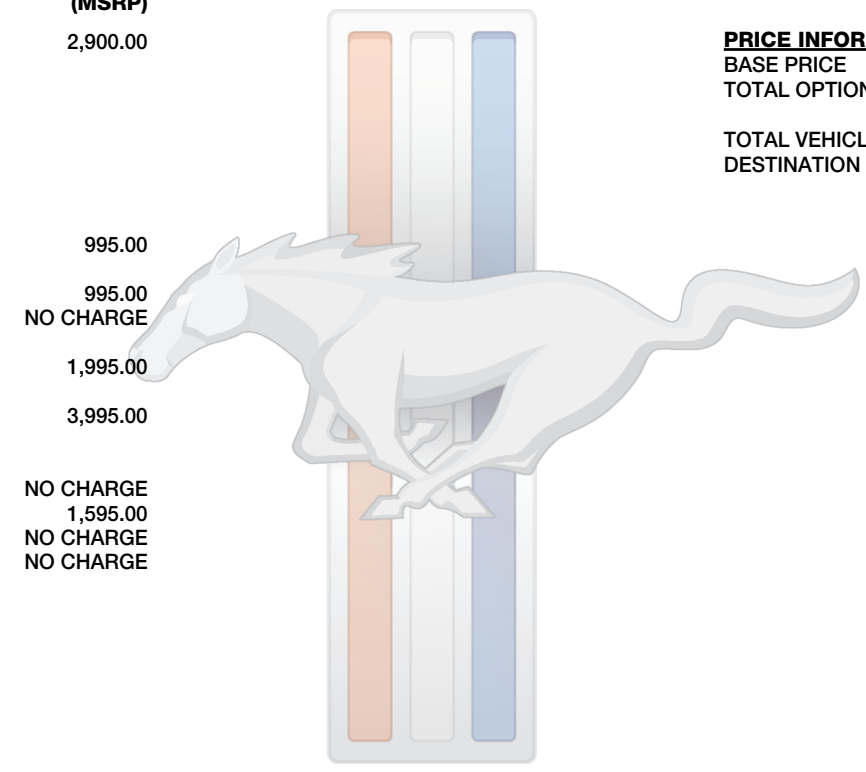 (MSRP)
2,900.00
995.00
995.00
NO CHARGE
1,995.00
3,995.00
NO CHARGE
1,595.00
NO CHARGE
NO CHARGE
PRICE INFOR
BASE PRICE
TOTAL OPTION
TOTAL VEHICL
DESTINATION